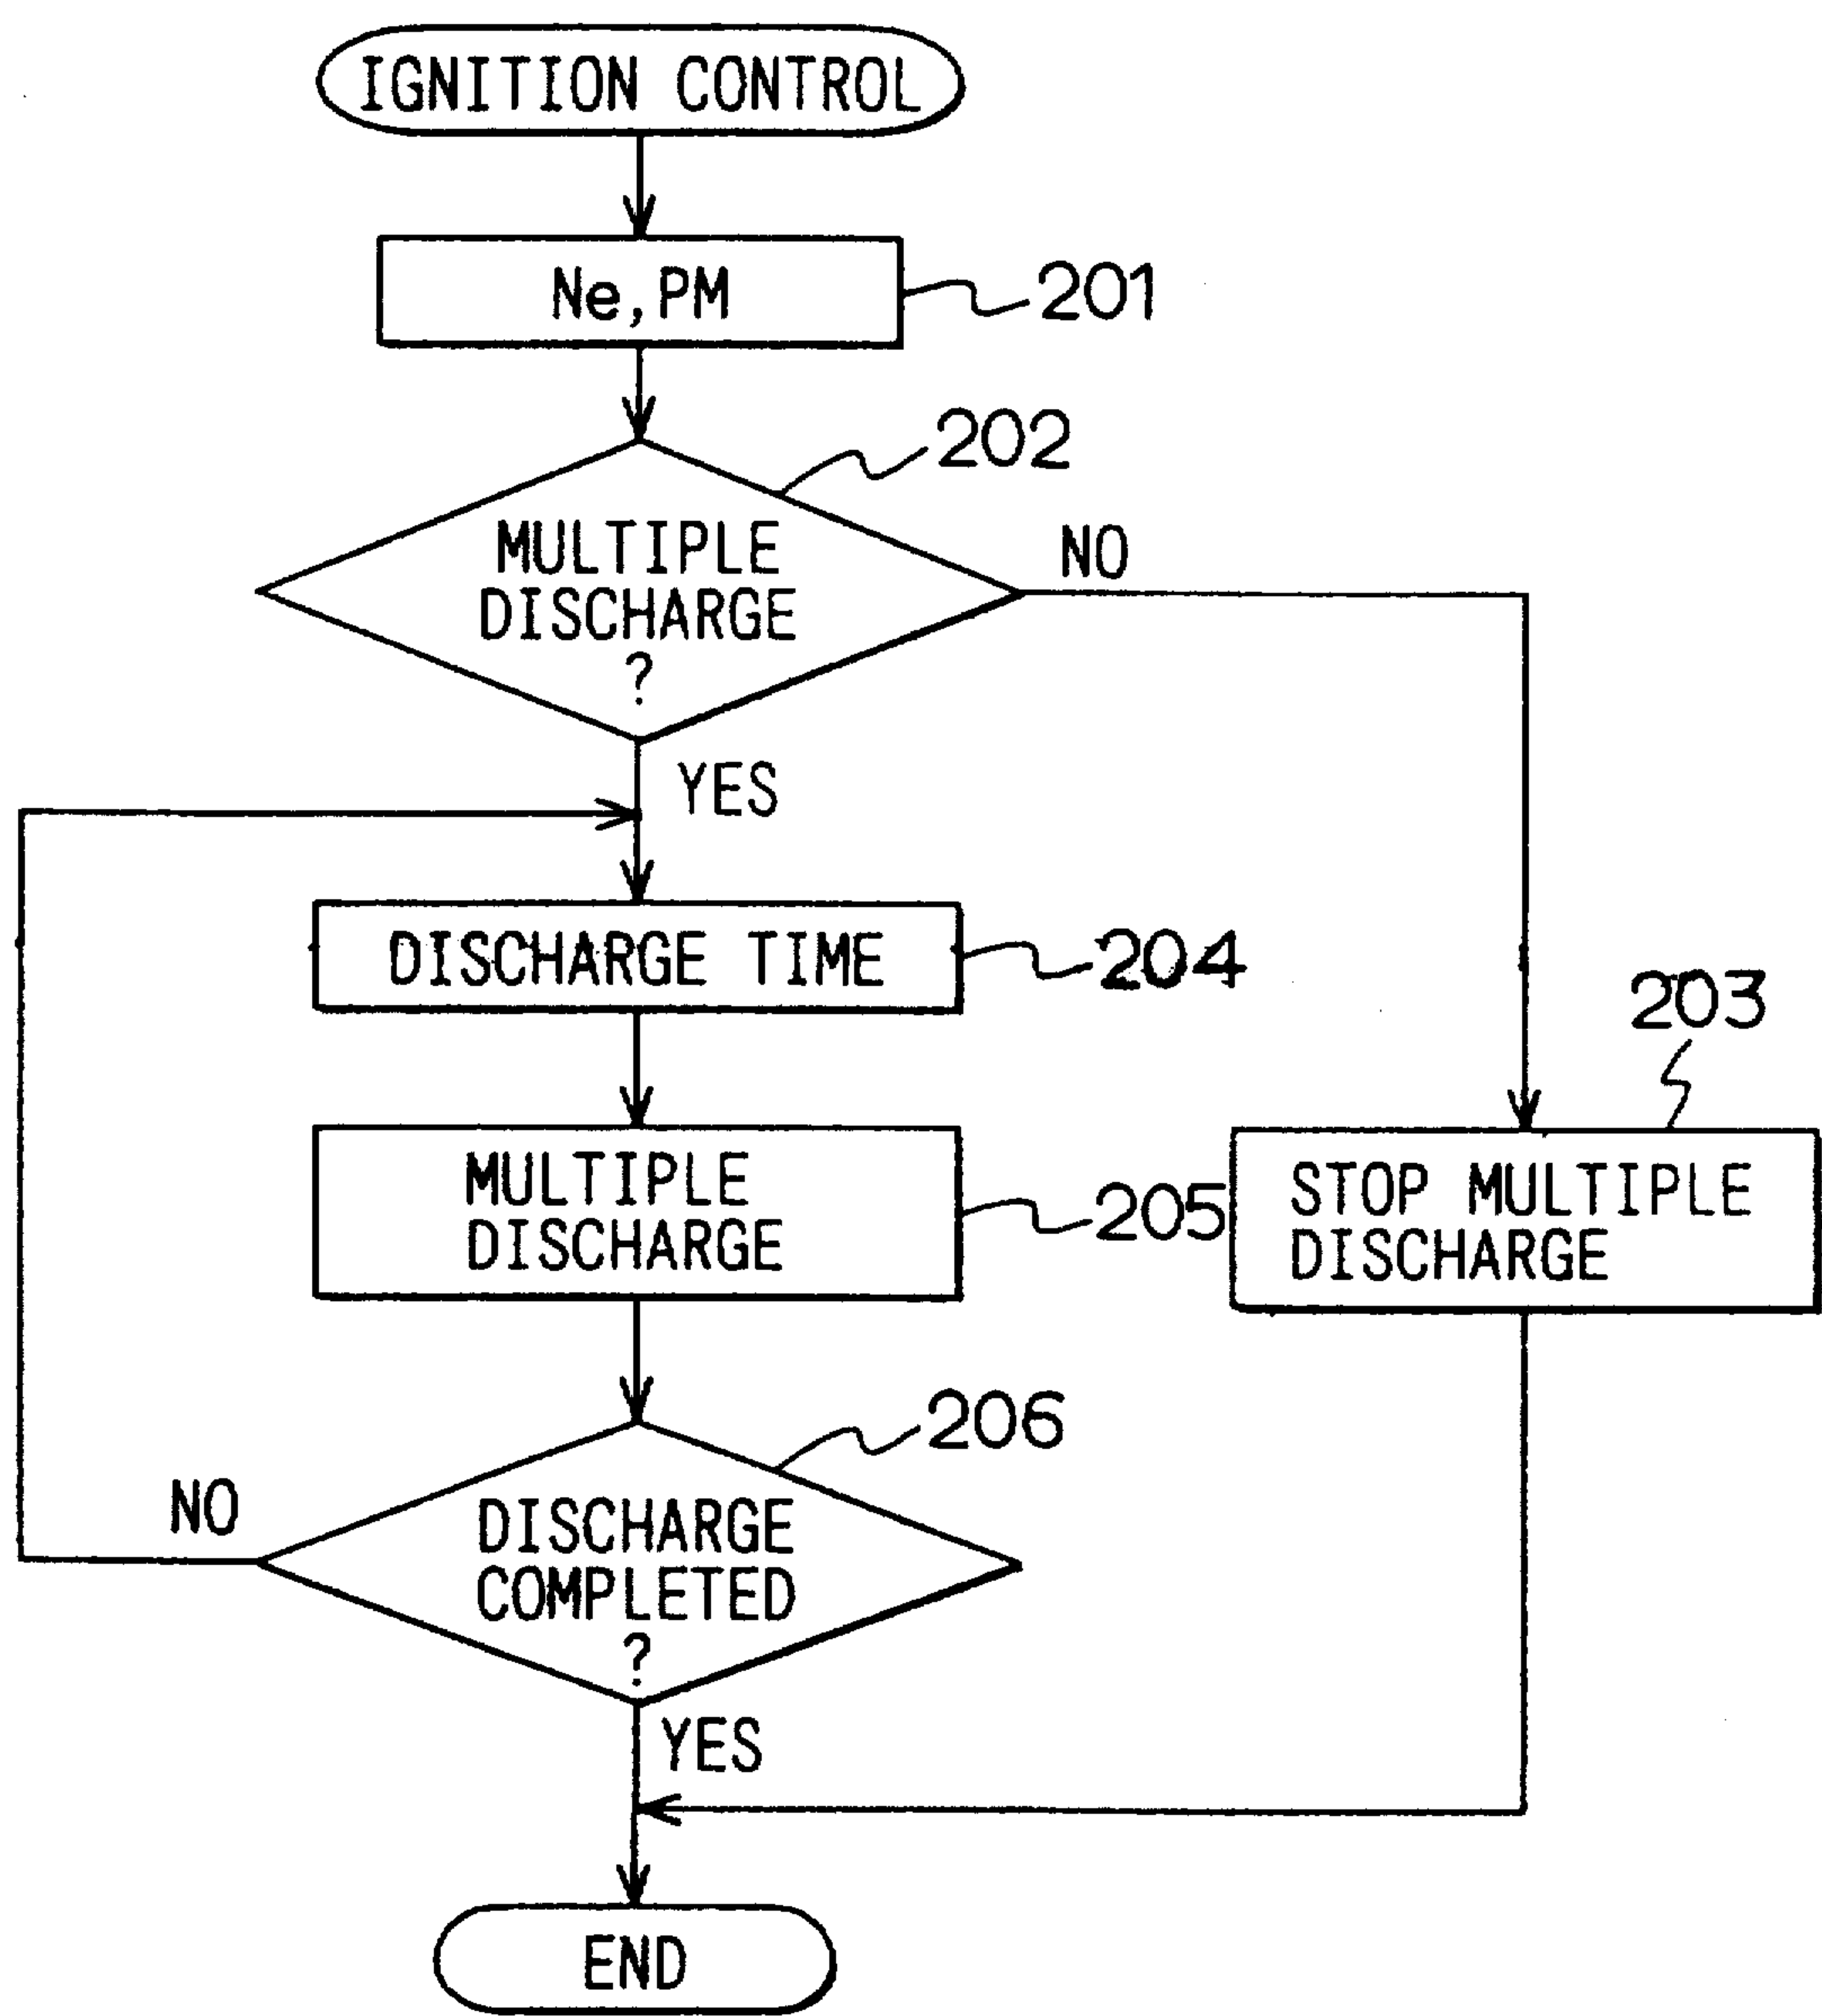 IGNITION CONTROL
Ne, PM
201
202
MULTIPLE
DISCHARGE
?
NO
YES
DISCHARGE TIME
204
203
MULTIPLE
DISCHARGE
205
STOP MULTIPLE
DISCHARGE
206
NO
DISCHARGE
COMPLETED
?
YES
END